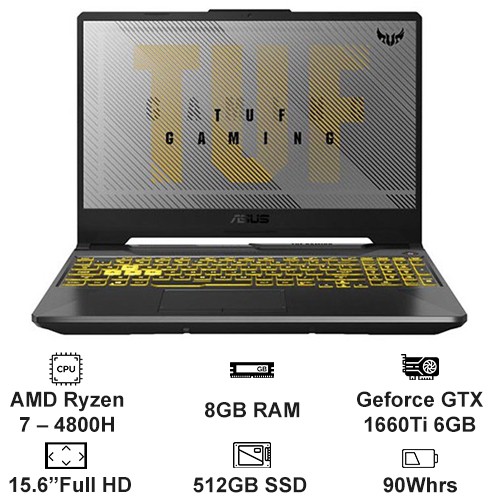 TUF
TUF
GAMING
ASUS
CPU
GB
AMD Ryzen
7 – 4800H
8GB RAM
Geforce GTX
1660Ti 6GB
15.6”Full HD
512GB SSD
90Whrs